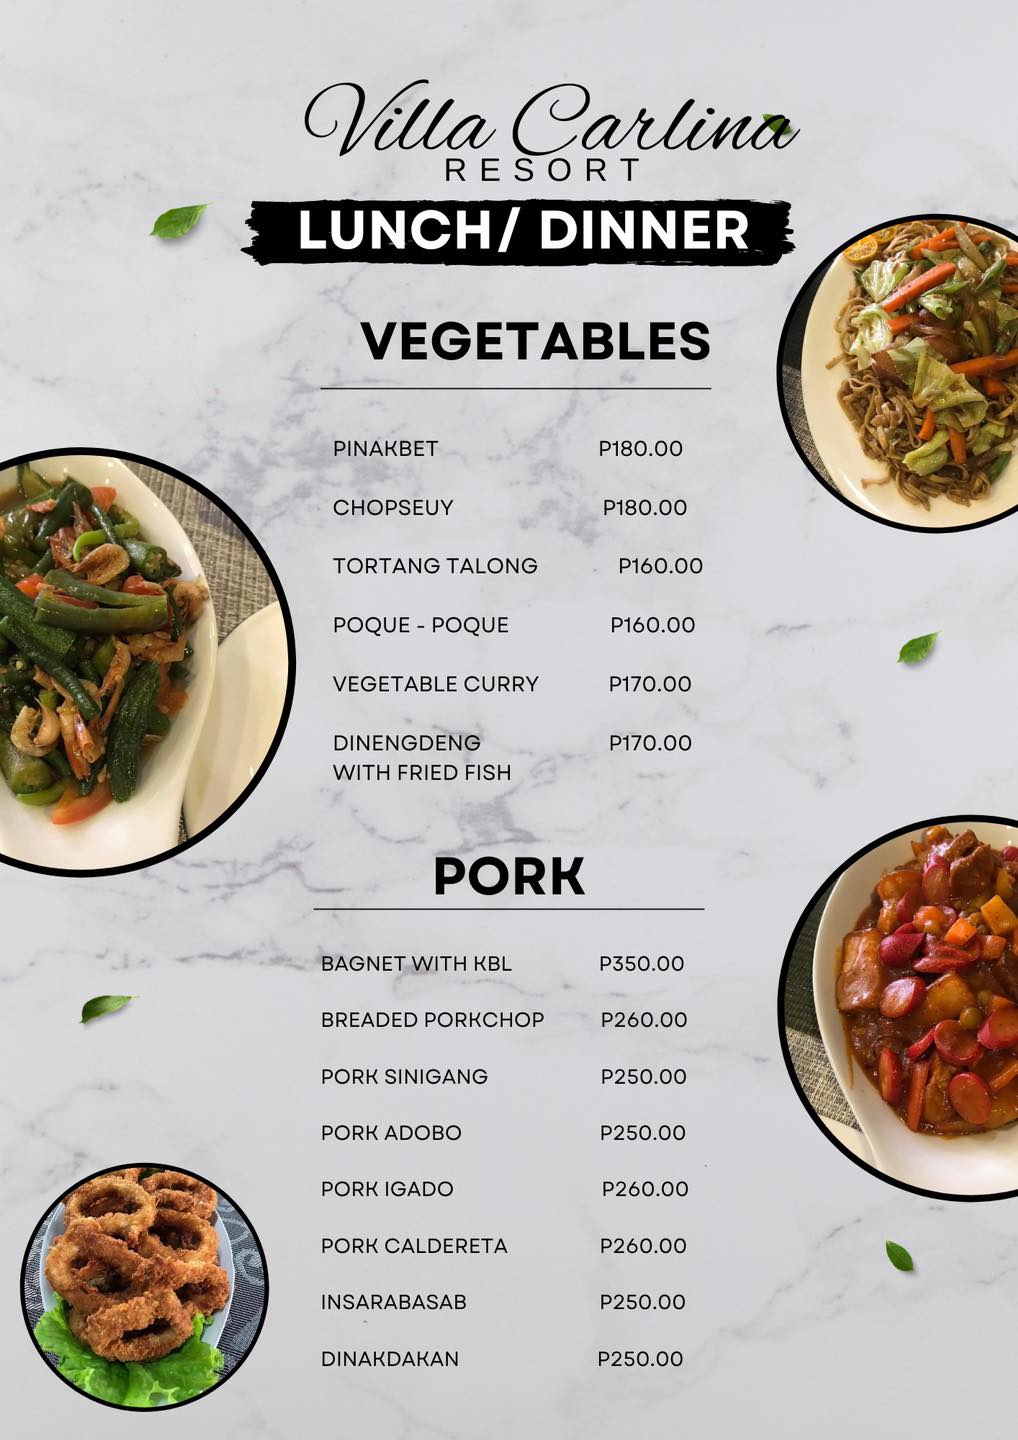 Villa Carlina
RESORT
LUNCH/ DINNER
VEGETABLES
PINAKBET P180.00
CHOPSEUY P180.00
TORTANG TALONG P160.00
POQUE - POQUE P160.00
VEGETABLE CURRY P170.00
DINENGDENG P170.00
WITH FRIED FISH
PORK
BAGNET WITH KBL P350.00
BREADED PORKCHOP P260.00
PORK SINIGANG P250.00
PORK ADOBO P250.00
PORK IGADO P260.00
PORK CALDERETA P260.00
INSARABASAB P250.00
DINAKDAKAN P250.00